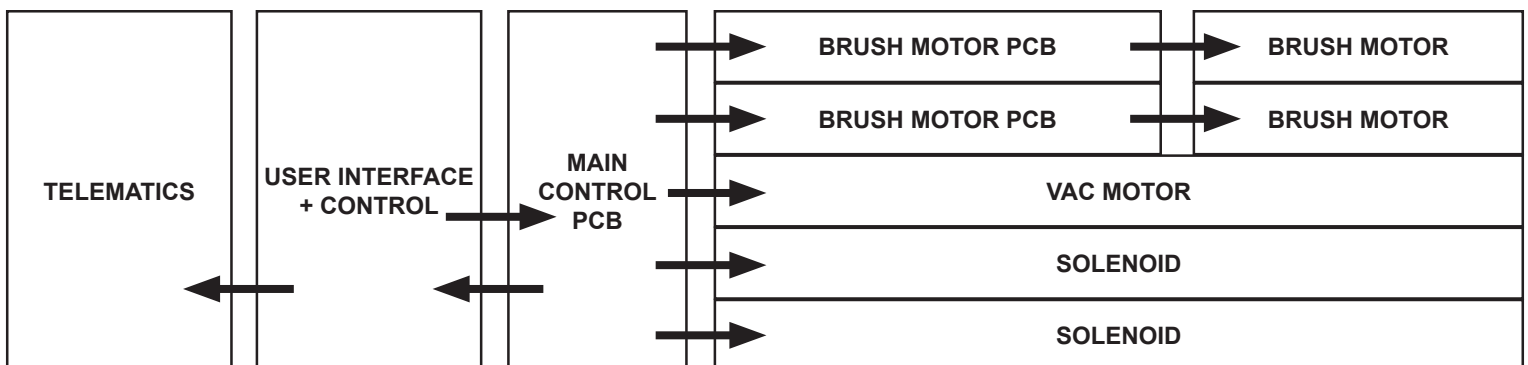 TELEMATICS
USER INTERFACE
+ CONTROL
MAIN
CONTROL
PCB
BRUSH MOTOR PCB
BRUSH MOTOR
BRUSH MOTOR PCB
BRUSH MOTOR
VAC MOTOR
SOLENOID
SOLENOID